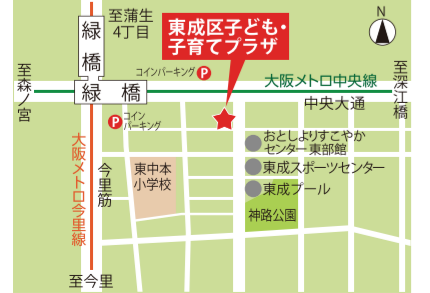 至蒲生
4丁目
緑
橋
緑 橋
東成区子ども・
子育てプラザ
N
コインパーキング P
大阪メトロ中央線
中央大通
至森ノ宮
至深江橋
P コイン
パーキング
大阪メトロ今里線
今里筋
東中本
小学校
おとしよりすこやか
センター東部館
東成スポーツセンター
東成プール
神路公園
至今里